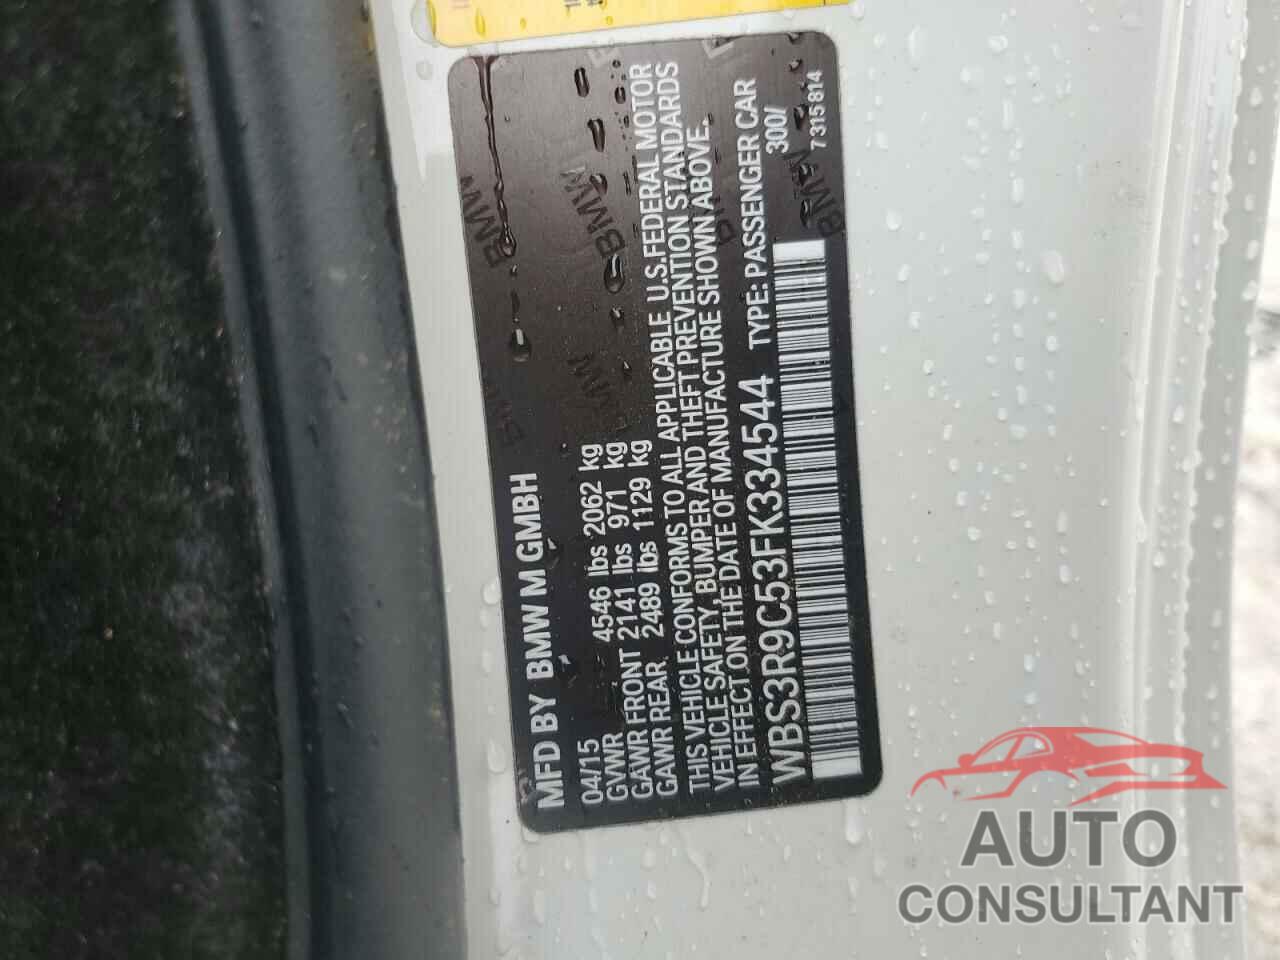 MFD BY BMW M GMBH
04/15
GVWR 4546 lbs 2062 kg
GAWR FRONT 2141 lbs 971 kg
GAWR REAR 2489 lbs 1129 kg
THIS VEHICLE CONFORMS TO ALL APPLICABLE U.S. FEDERAL MOTOR
VEHICLE SAFETY, BUMPER AND THEFT PREVENTION STANDARDS
IN EFFECT ON THE DATE OF MANUFACTURE SHOWN ABOVE.
WBS3R9C53FK334544 TYPE: PASSENGER CAR
300/
7 315 814
BMW
BMW
BMW
AUTO
CONSULTANT